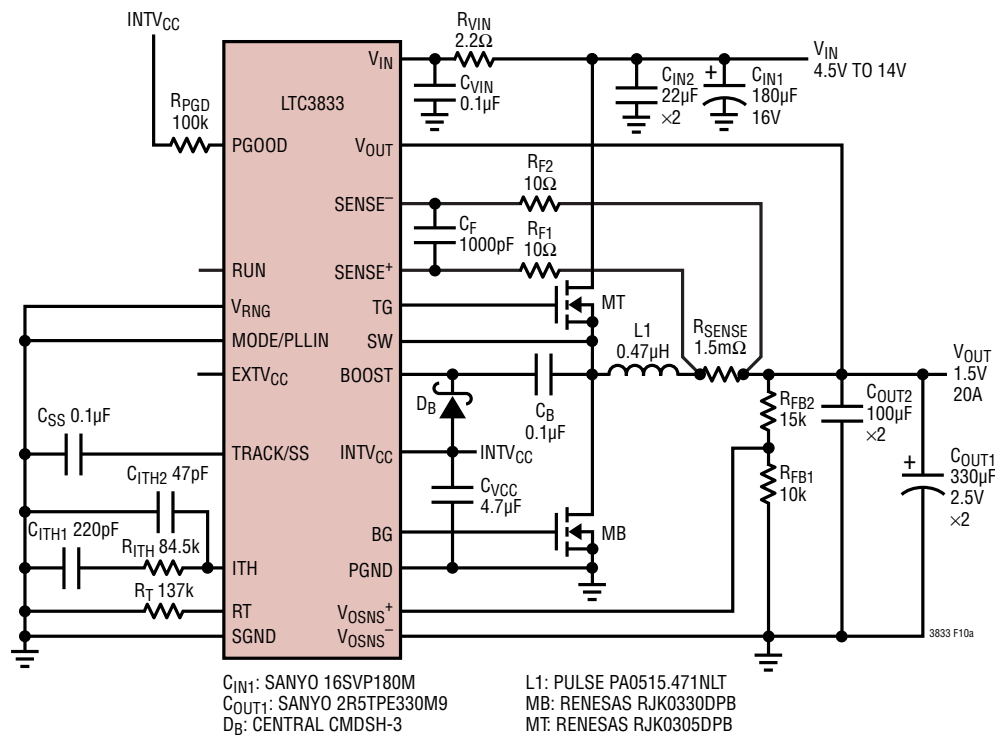 INTVCC
RPGD
100k
LTC3833
PGOOD
RUN
VRNG
MODE/PLLIN
EXTVCC
TRACK/SS
ITH
RT
SGND
VIN
VOUT
SENSE−
SENSE+
TG
SW
BOOST
INTVCC
BG
PGND
VOSNS+
VOSNS−
RVIN
2.2Ω
CVIN
0.1µF
CIN2
22µF
×2
+
CIN1
180µF
16V
VIN
4.5V TO 14V
RF2
10Ω
CF
1000pF
RF1
10Ω
MT
L1
0.47µH
RSENSE
1.5mΩ
VOUT
1.5V
20A
DB
CB
0.1µF
INTVCC
CVCC
4.7µF
MB
RFB2
15k
RFB1
10k
COUT2
100µF
×2
+
COUT1
330µF
2.5V
×2
CSS 0.1µF
CITH2 47pF
CITH1 220pF
RITH 84.5k
RT 137k
3833 F10a
CIN1: SANYO 16SVP180M
COUT1: SANYO 2R5TPE330M9
DB: CENTRAL CMDSH-3
L1: PULSE PA0515.471NLT
MB: RENESAS RJK0330DPB
MT: RENESAS RJK0305DPB